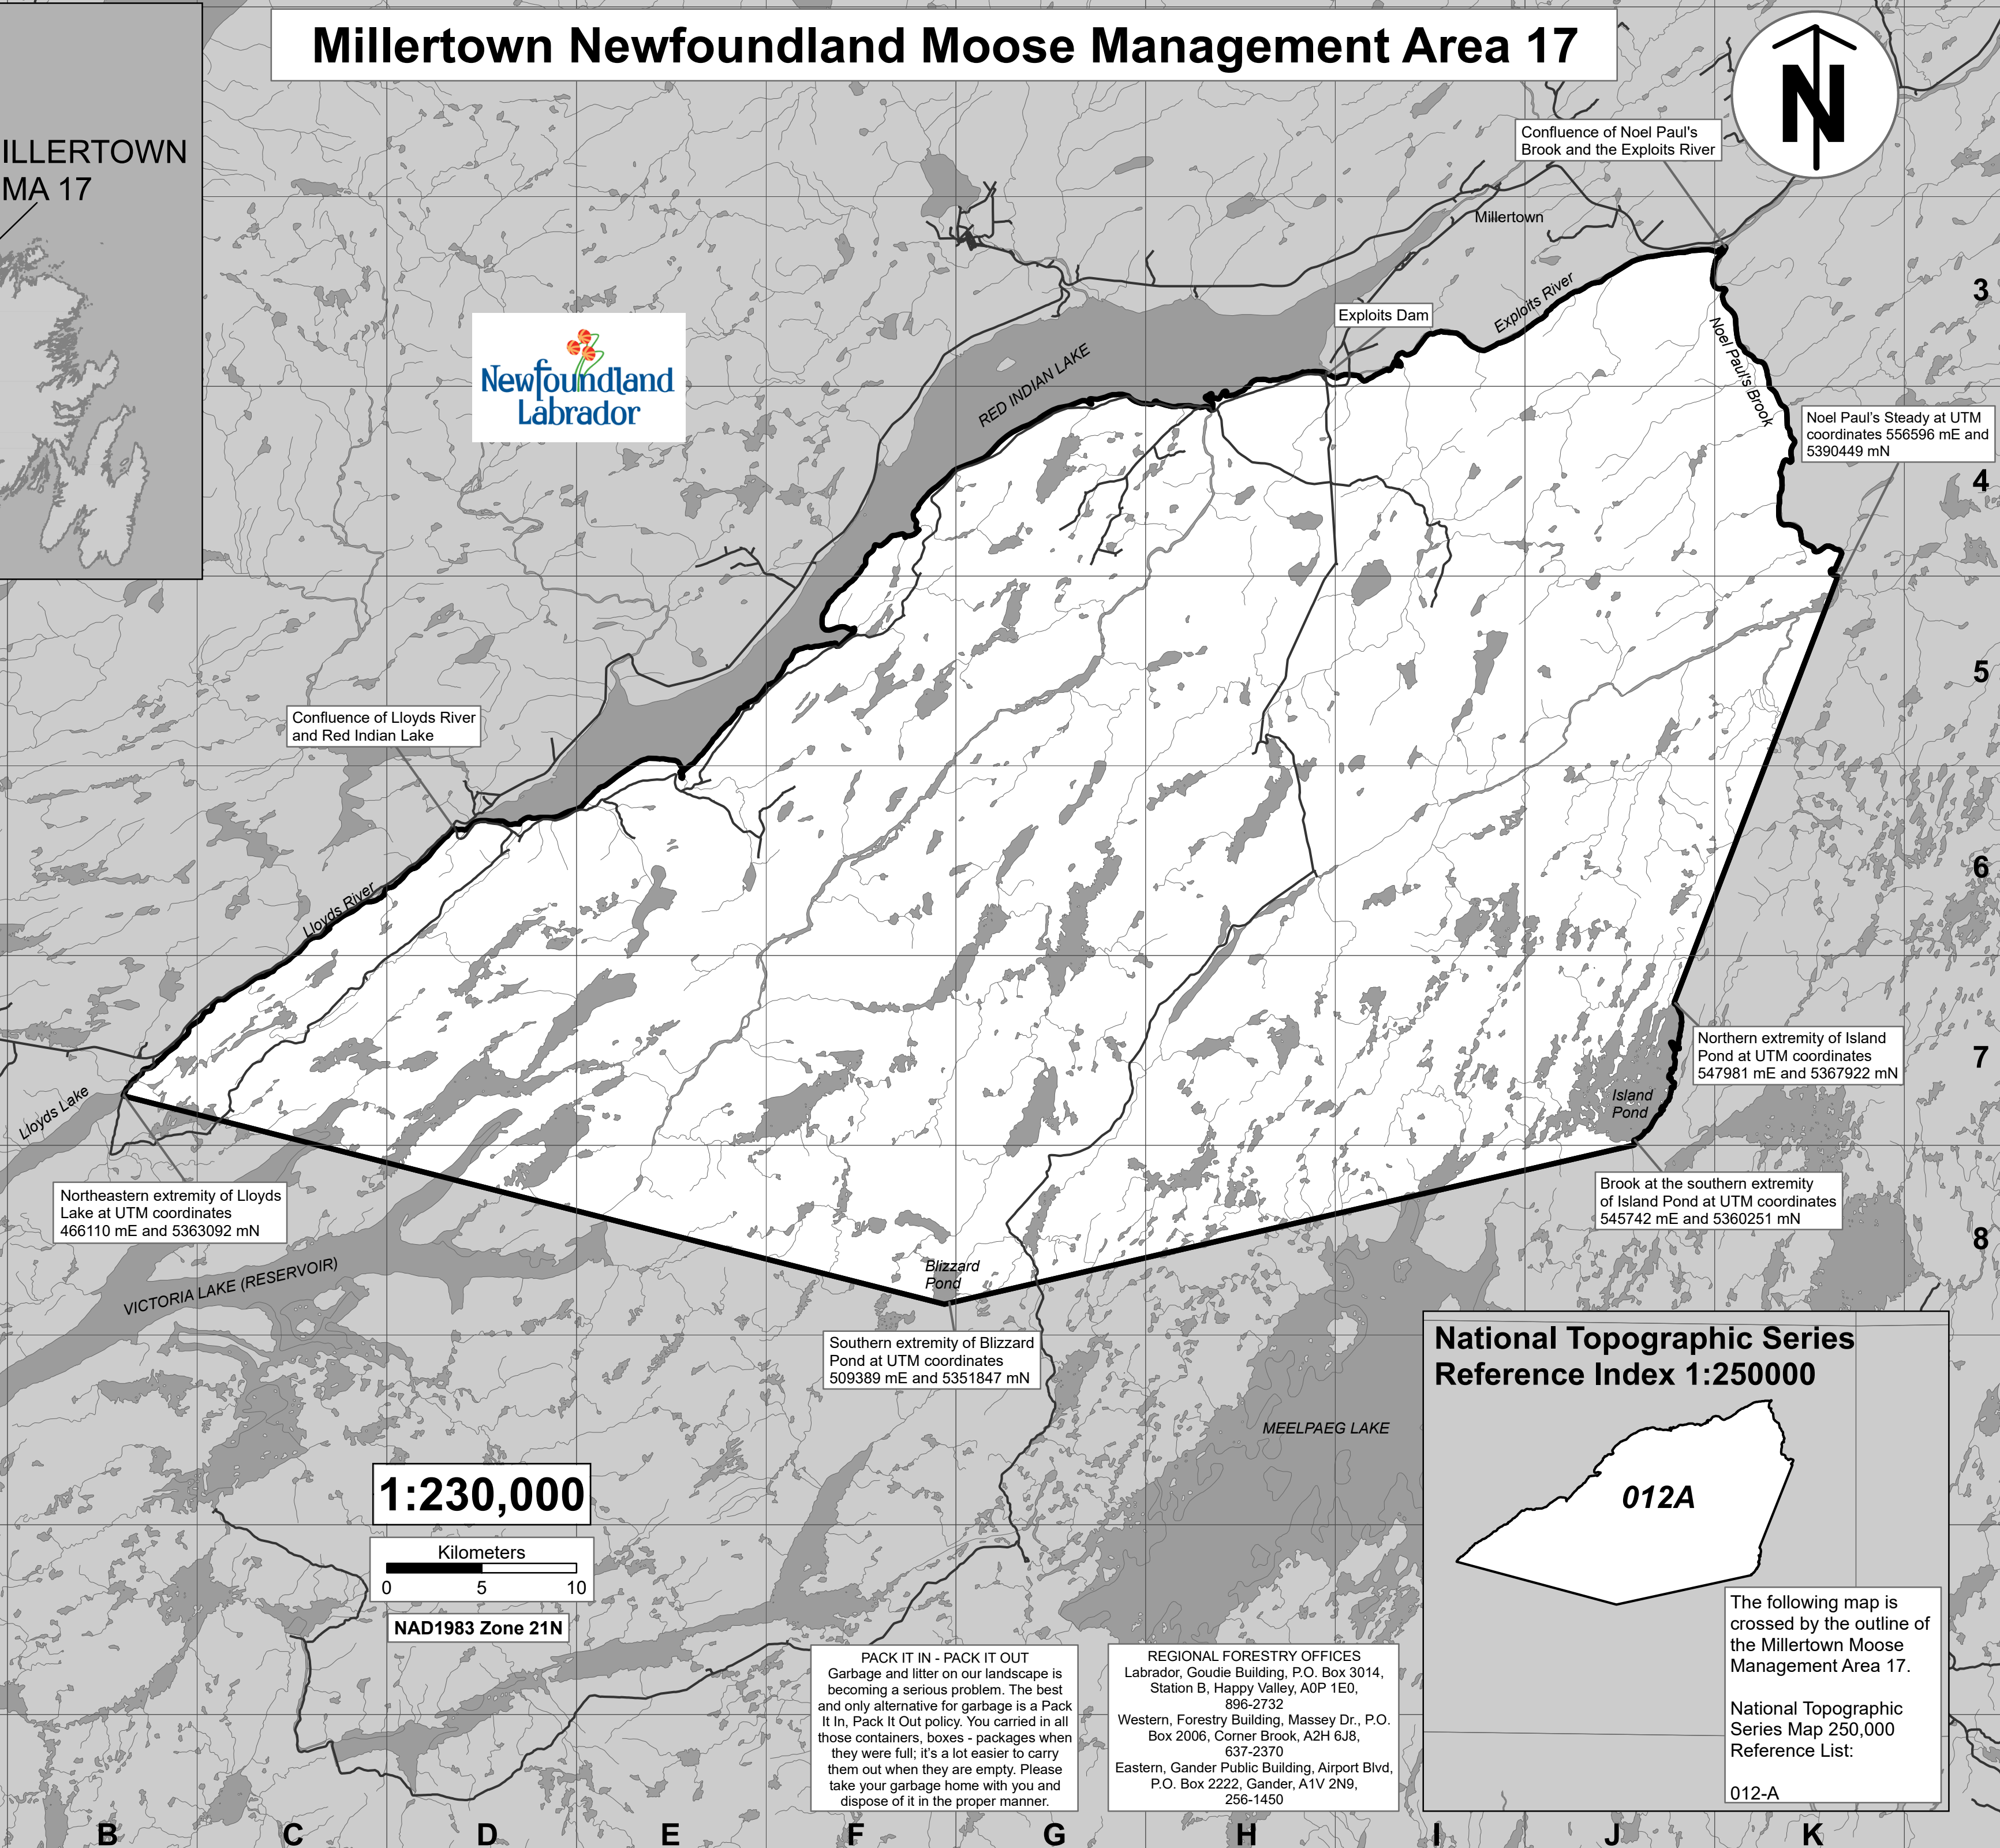 Millertown Newfoundland Moose Management Area 17
N
ILLERTOWN
MA 17
Confluence of Noel Paul's
Brook and the Exploits River
Millertown
Exploits River
Exploits Dam
Noel Paul's Brook
3
Newfoundland
Labrador
RED INDIAN LAKE
Noel Paul's Steady at UTM
coordinates 556596 mE and
5390449 mN
4
5
Confluence of Lloyds River
and Red Indian Lake
Lloyds River
6
Northern extremity of Island
Pond at UTM coordinates
547981 mE and 5367922 mN
7
Island
Pond
Lloyds Lake
Northeastern extremity of Lloyds
Lake at UTM coordinates
466110 mE and 5363092 mN
Brook at the southern extremity
of Island Pond at UTM coordinates
545742 mE and 5360251 mN
8
VICTORIA LAKE (RESERVOIR)
Blizzard
Pond
Southern extremity of Blizzard
Pond at UTM coordinates
509389 mE and 5351847 mN
MEELPAEG LAKE
National Topographic Series
Reference Index 1:250000
012A
The following map is
crossed by the outline of
the Millertown Moose
Management Area 17.
National Topographic
Series Map 250,000
Reference List:
012-A
1:230,000
Kilometers
0 5 10
NAD1983 Zone 21N
PACK IT IN - PACK IT OUT
Garbage and litter on our landscape is
becoming a serious problem. The best
and only alternative for garbage is a Pack
It In, Pack It Out policy. You carried in all
those containers, boxes - packages when
they were full; it's a lot easier to carry
them out when they are empty. Please
take your garbage home with you and
dispose of it in the proper manner.
REGIONAL FORESTRY OFFICES
Labrador, Goudie Building, P.O. Box 3014,
Station B, Happy Valley, A0P 1E0,
896-2732
Western, Forestry Building, Massey Dr., P.O.
Box 2006, Corner Brook, A2H 6J8,
637-2370
Eastern, Gander Public Building, Airport Blvd,
P.O. Box 2222, Gander, A1V 2N9,
256-1450
B C D E F G H I J K